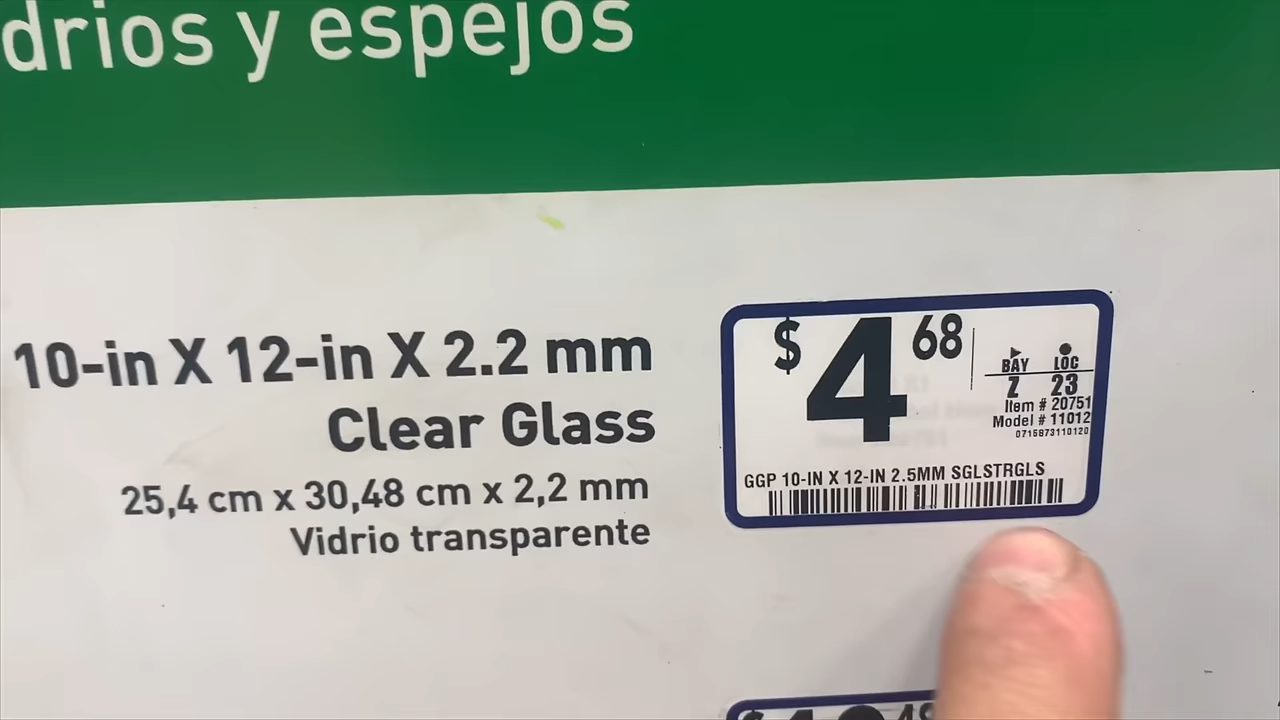 drios y espejos
10-in X 12-in X 2.2 mm
Clear Glass
25,4 cm x 30,48 cm x 2,2 mm
Vidrio transparente
$4 68
BAY LOC
Z 23
Item # 20751
Model # 11012
0715873110120
GGP 10-IN X 12-IN 2.5MM SGLSTRGLS